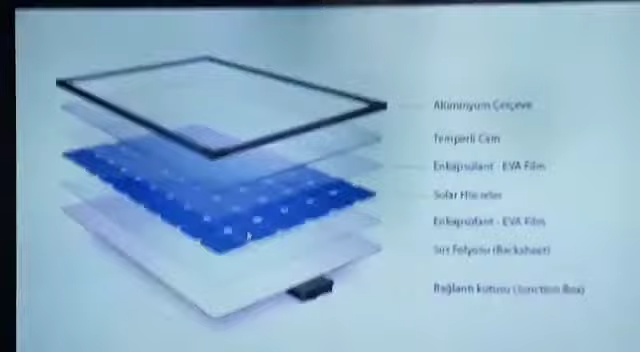 Alüminyum Çerçeve
Temperli Cam
Enkapsülant - EVA Film
Solar Hücreler
Enkapsülant - EVA Film
Sırt Folyosu (Backsheet)
Bağlantı kutusu (Junction Box)